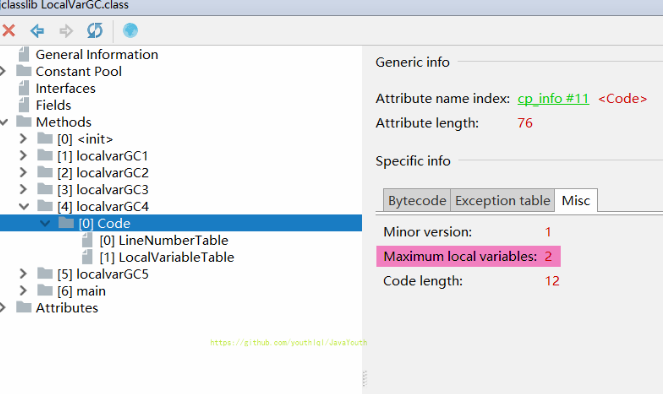 jclasslib LocalVarGC.class
General Information
Constant Pool
Interfaces
Fields
Methods
[0] <init>
[1] localvarGC1
[2] localvarGC2
[3] localvarGC3
[4] localvarGC4
[0] Code
[0] LineNumberTable
[1] LocalVariableTable
[5] localvarGC5
[6] main
Attributes
Generic info
Attribute name index: cp_info #11 <Code>
Attribute length: 76
Specific info
Bytecode Exception table Misc
Minor version: 1
Maximum local variables: 2
Code length: 12
https://github.com/youthlql/JavaYouth